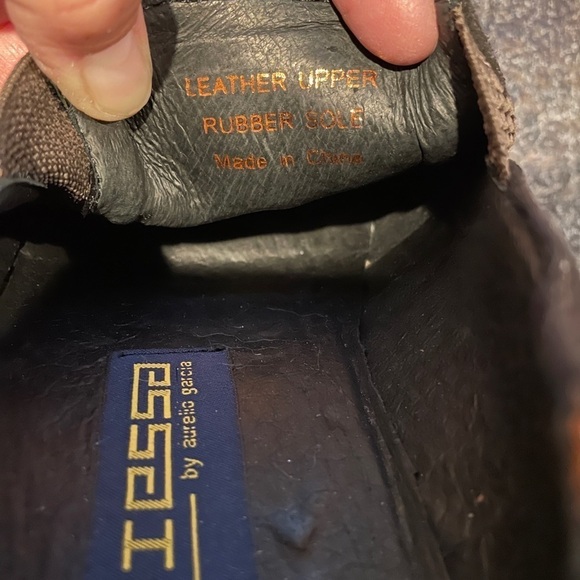 LEATHER UPPER
RUBBER SOLE
Made in China
by aurelio garcia